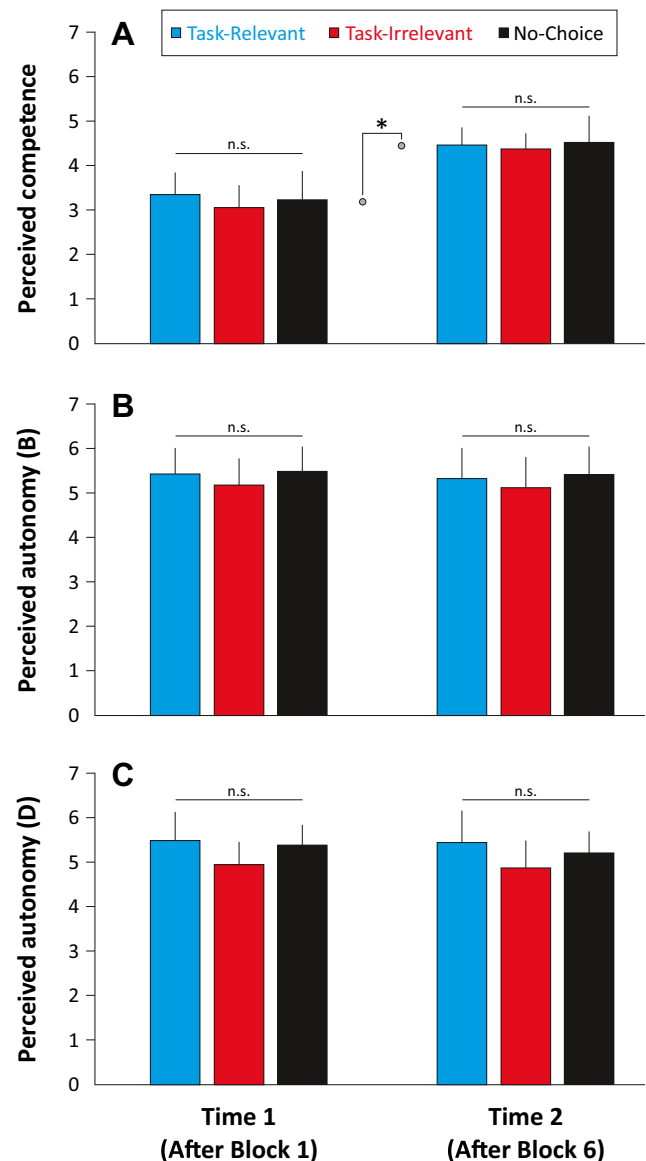 A
Task-Relevant Task-Irrelevant No-Choice
7
6
5
4
3
2
1
0
Perceived competence
n.s.
*
n.s.
B
7
6
5
4
3
2
1
0
Perceived autonomy (B)
n.s.
n.s.
C
7
6
5
4
3
2
1
0
Perceived autonomy (D)
n.s.
n.s.
Time 1
(After Block 1)
Time 2
(After Block 6)